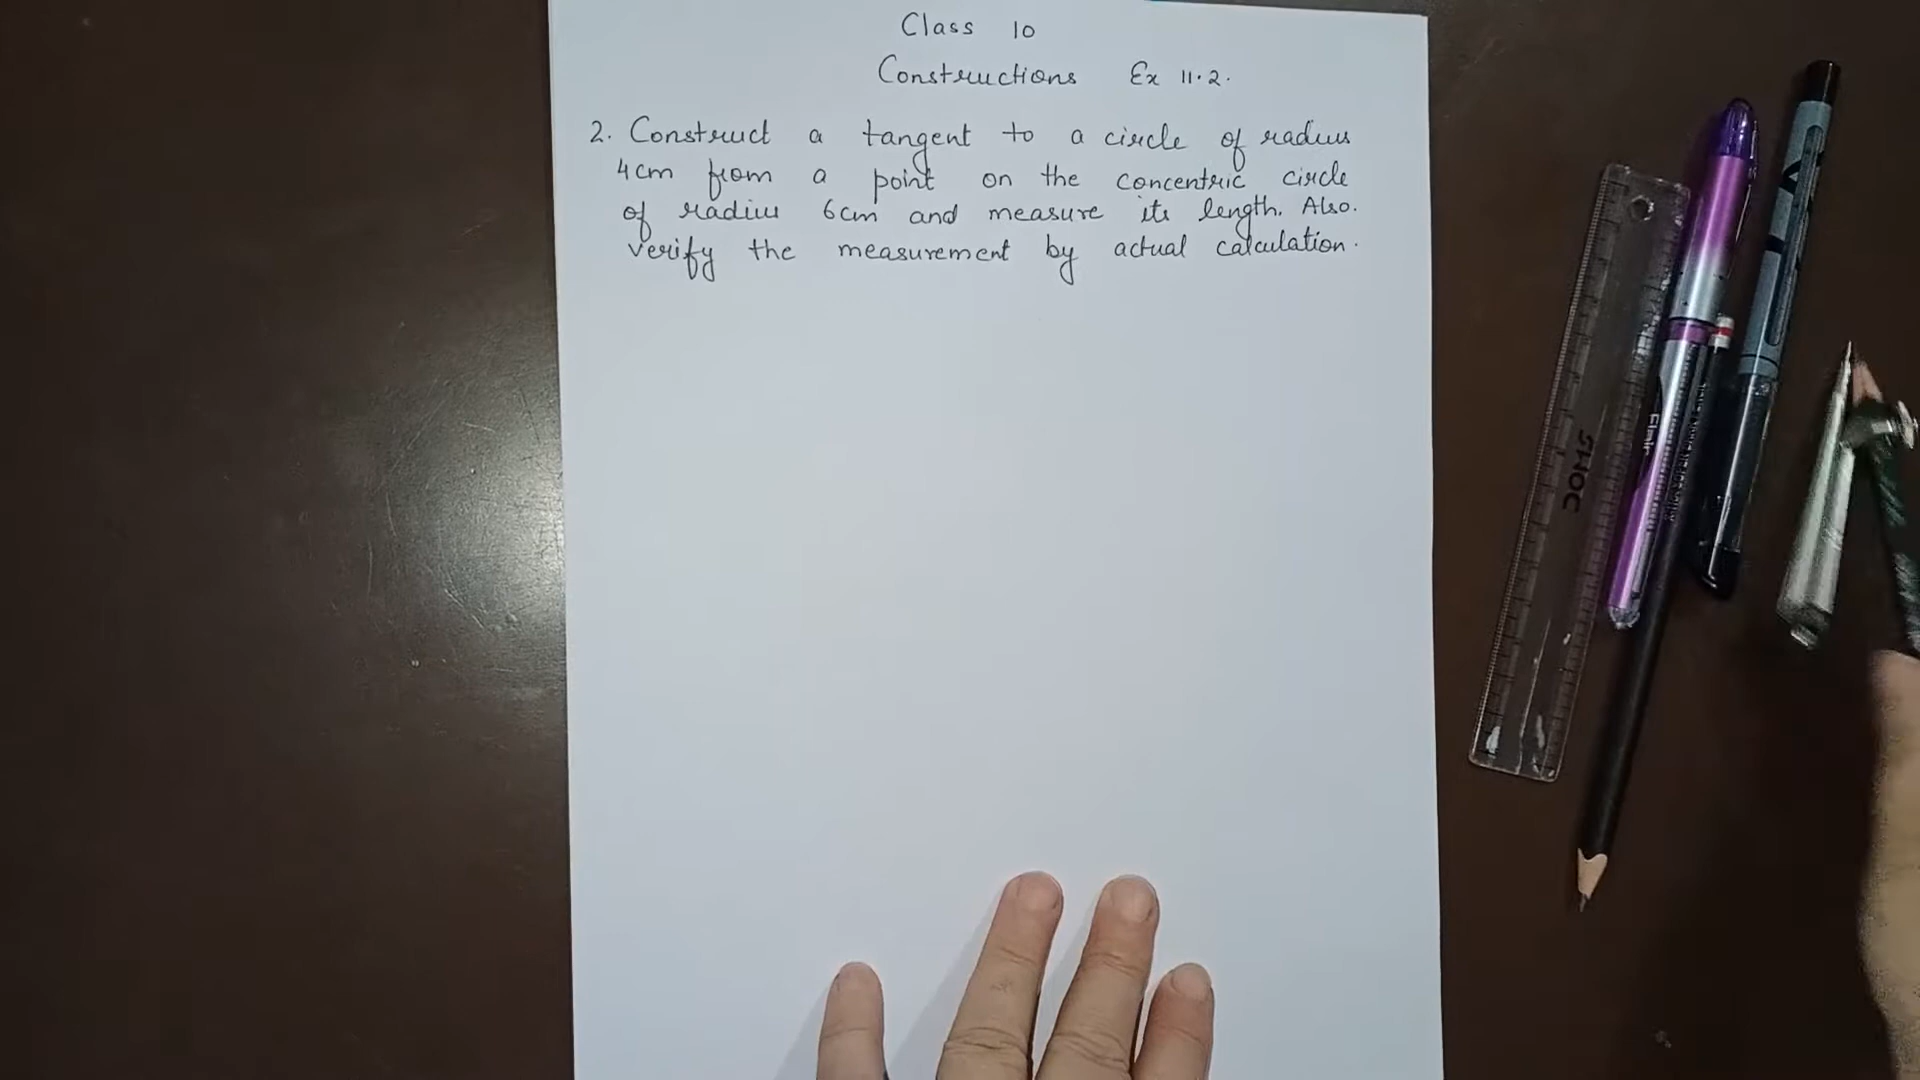 Class 10
Constructions Ex 11.2.
2. Construct a tangent to a circle of radius
4cm from a point on the concentric circle
of radius 6cm and measure its length. Also.
verify the measurement by actual calculation.